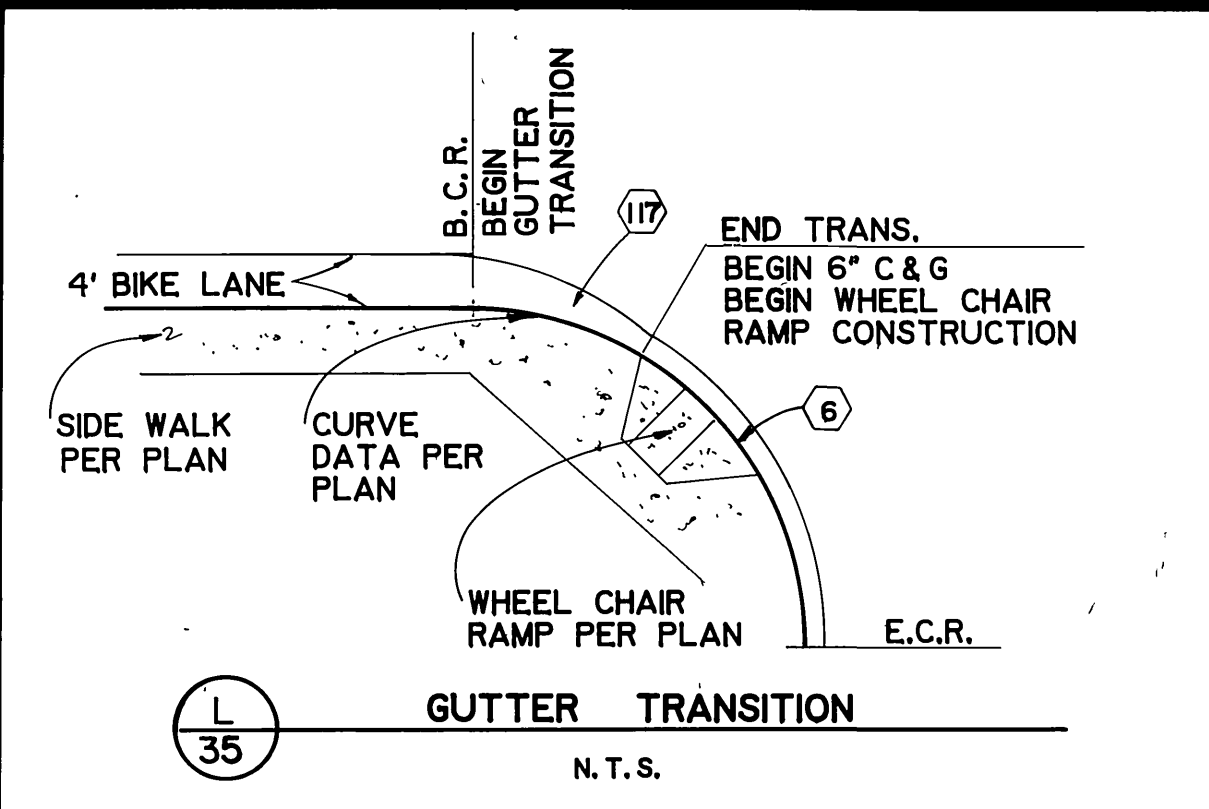 B.C.R.
BEGIN
GUTTER
TRANSITION
117
END TRANS.
BEGIN 6" C & G
BEGIN WHEEL CHAIR
RAMP CONSTRUCTION
4' BIKE LANE
6
SIDE WALK
PER PLAN
CURVE
DATA PER
PLAN
WHEEL CHAIR
RAMP PER PLAN
E.C.R.
L
35
GUTTER TRANSITION
N.T.S.